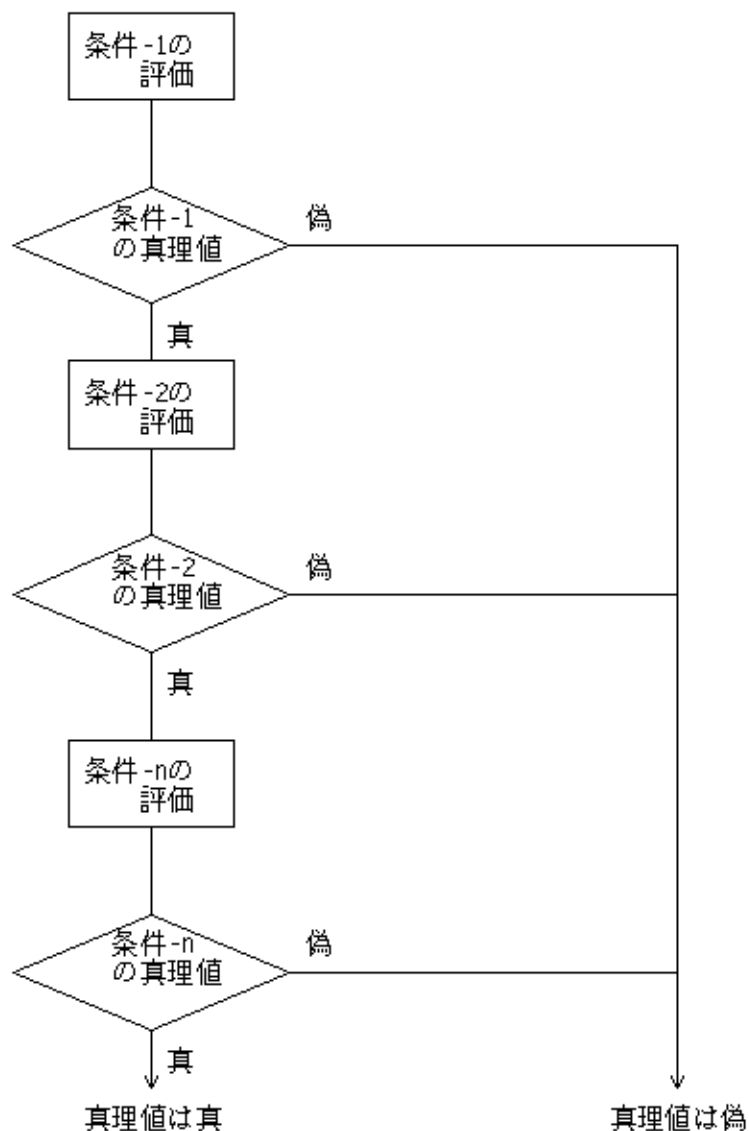 条件-1の
評価
条件-1
の真理値
偽
真
条件-2の
評価
条件-2
の真理値
偽
真
条件-nの
評価
条件-n
の真理値
偽
真
真理値は真
真理値は偽